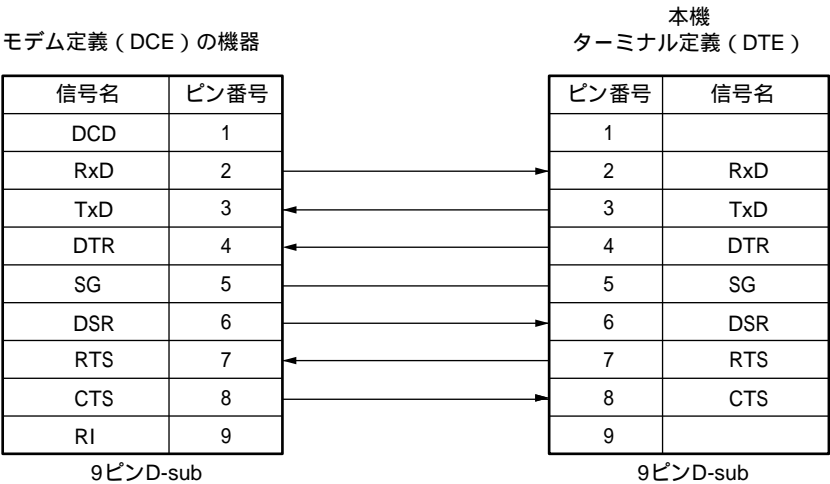 本機
モデム定義（DCE）の機器 ターミナル定義（DTE）
信号名 ピン番号 ピン番号 信号名
DCD 1 1
RxD 2 2 RxD
TxD 3 3 TxD
DTR 4 4 DTR
SG 5 5 SG
DSR 6 6 DSR
RTS 7 7 RTS
CTS 8 8 CTS
RI 9 9
9ピンD-sub 9ピンD-sub